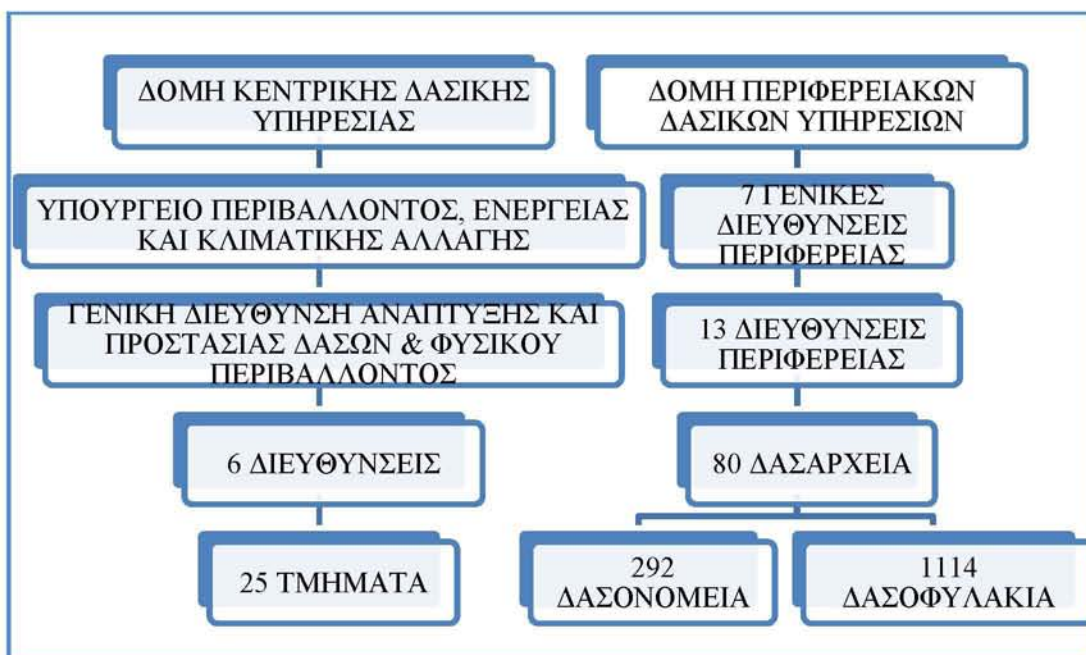 ΔΟΜΗ ΚΕΝΤΡΙΚΗΣ ΔΑΣΙΚΗΣ
ΥΠΗΡΕΣΙΑΣ
ΥΠΟΥΡΓΕΙΟ ΠΕΡΙΒΑΛΛΟΝΤΟΣ, ΕΝΕΡΓΕΙΑΣ
ΚΑΙ ΚΛΙΜΑΤΙΚΗΣ ΑΛΛΑΓΗΣ
ΓΕΝΙΚΗ ΔΙΕΥΘΥΝΣΗ ΑΝΑΠΤΥΞΗΣ ΚΑΙ
ΠΡΟΣΤΑΣΙΑΣ ΔΑΣΩΝ & ΦΥΣΙΚΟΥ
ΠΕΡΙΒΑΛΛΟΝΤΟΣ
6 ΔΙΕΥΘΥΝΣΕΙΣ
25 ΤΜΗΜΑΤΑ
ΔΟΜΗ ΠΕΡΙΦΕΡΕΙΑΚΩΝ
ΔΑΣΙΚΩΝ ΥΠΗΡΕΣΙΩΝ
7 ΓΕΝΙΚΕΣ
ΔΙΕΥΘΥΝΣΕΙΣ
ΠΕΡΙΦΕΡΕΙΑΣ
13 ΔΙΕΥΘΥΝΣΕΙΣ
ΠΕΡΙΦΕΡΕΙΑΣ
80 ΔΑΣΑΡΧΕΙΑ
292
ΔΑΣΟΝΟΜΕΙΑ
1114
ΔΑΣΟΦΥΛΑΚΙΑ